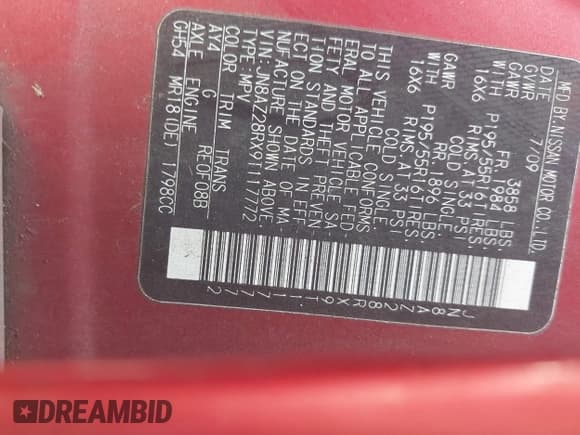 MFD BY NISSAN MOTOR CO.,LTD.
DATE 7/09
GVWR 3858 LBS
GAWR FR. 1984 LBS
WITH P195/55R16 TIRES,
16X6 RIMS AT 33 PSI
COLD SINGLE
GAWR RR. 1896 LBS
WITH P195/55R16 TIRES,
16X6 RIMS AT 33 PSI
COLD SINGLE
THIS VEHICLE CONFORMS
TO ALL APPLICABLE FED-
ERAL MOTOR VEHICLE SA-
FETY AND THEFT PREVEN-
TION STANDARDS IN EFF-
ECT ON THE DATE OF MA-
NUFACTURE SHOWN ABOVE.
VIN: JN8AZ28RX9T117772
TYPE: MPV
COLOR TRIM TRANS
AY4 G RE0F08B
AXLE ENGINE
GH54 MR18(DE) 1798CC
JN8AZ28RX9T117772
DREAMBID